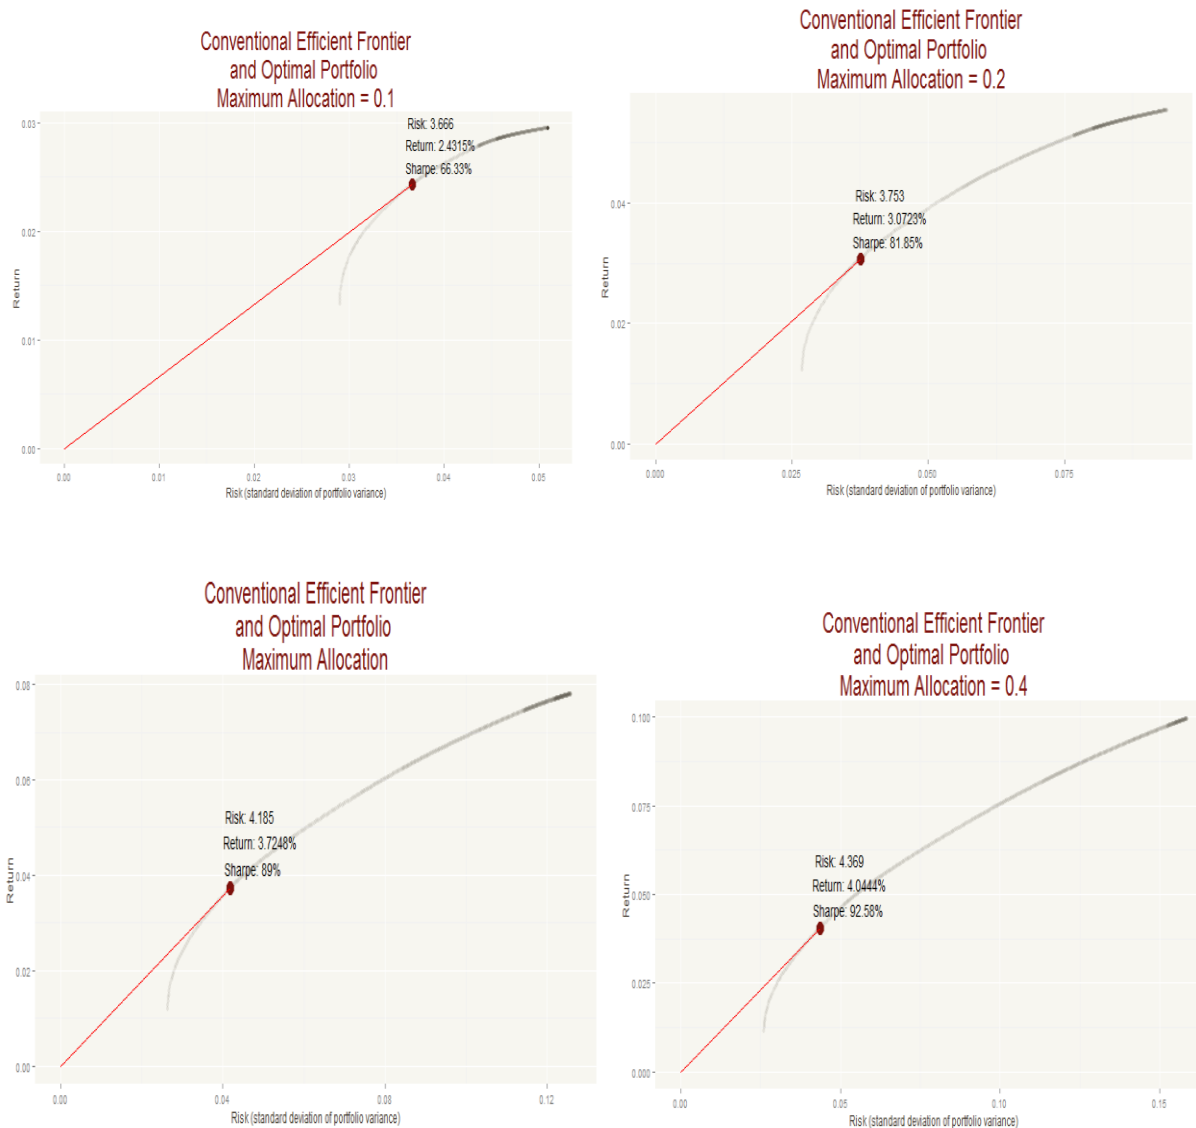 Conventional Efficient Frontier
and Optimal Portfolio
Maximum Allocation = 0.1
0.03
0.02
0.01
0.00
Return
Risk: 3.666
Return: 2.4315%
Sharpe: 66.33%
0.00
0.01
0.02
0.03
0.04
0.05
Risk (standard deviation of portfolio variance)
Conventional Efficient Frontier
and Optimal Portfolio
Maximum Allocation = 0.2
0.04
0.02
0.00
Return
Risk: 3.753
Return: 3.0723%
Sharpe: 81.85%
0.000
0.025
0.050
0.075
Risk (standard deviation of portfolio variance)
Conventional Efficient Frontier
and Optimal Portfolio
Maximum Allocation
0.08
0.06
0.04
0.02
0.00
Return
Risk: 4.185
Return: 3.7248%
Sharpe: 89%
0.00
0.04
0.08
0.12
Risk (standard deviation of portfolio variance)
Conventional Efficient Frontier
and Optimal Portfolio
Maximum Allocation = 0.4
0.100
0.075
0.050
0.025
0.000
Return
Risk: 4.369
Return: 4.0444%
Sharpe: 92.58%
0.00
0.05
0.10
0.15
Risk (standard deviation of portfolio variance)